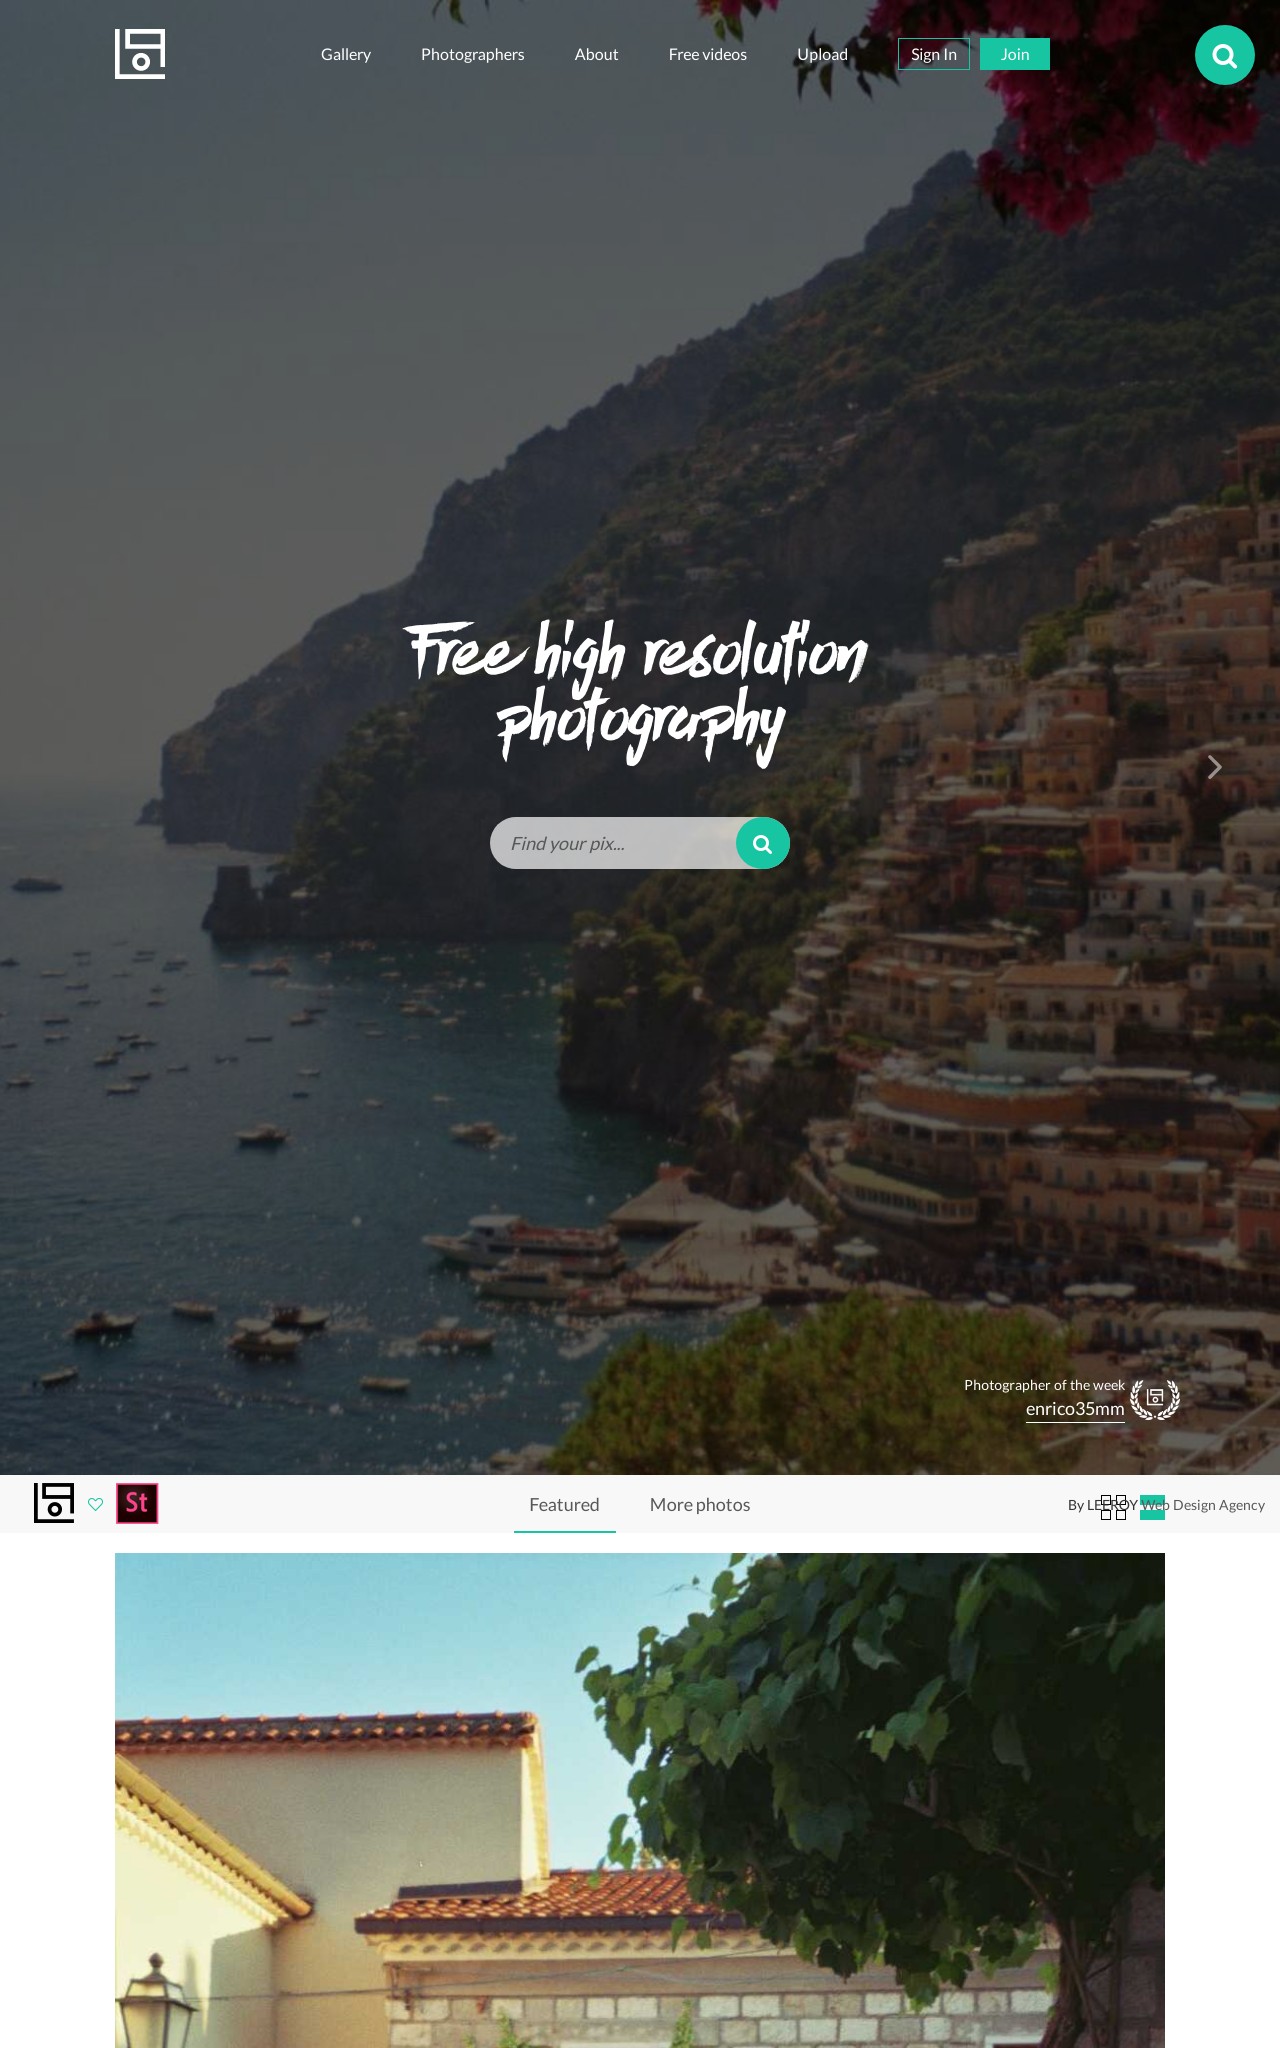 Gallery Photographers About Free videos Upload Sign In Join
Free high resolution
photography
Find your pix...
Photographer of the week
enrico35mm
St Featured More photos By LEEROY Web Design Agency